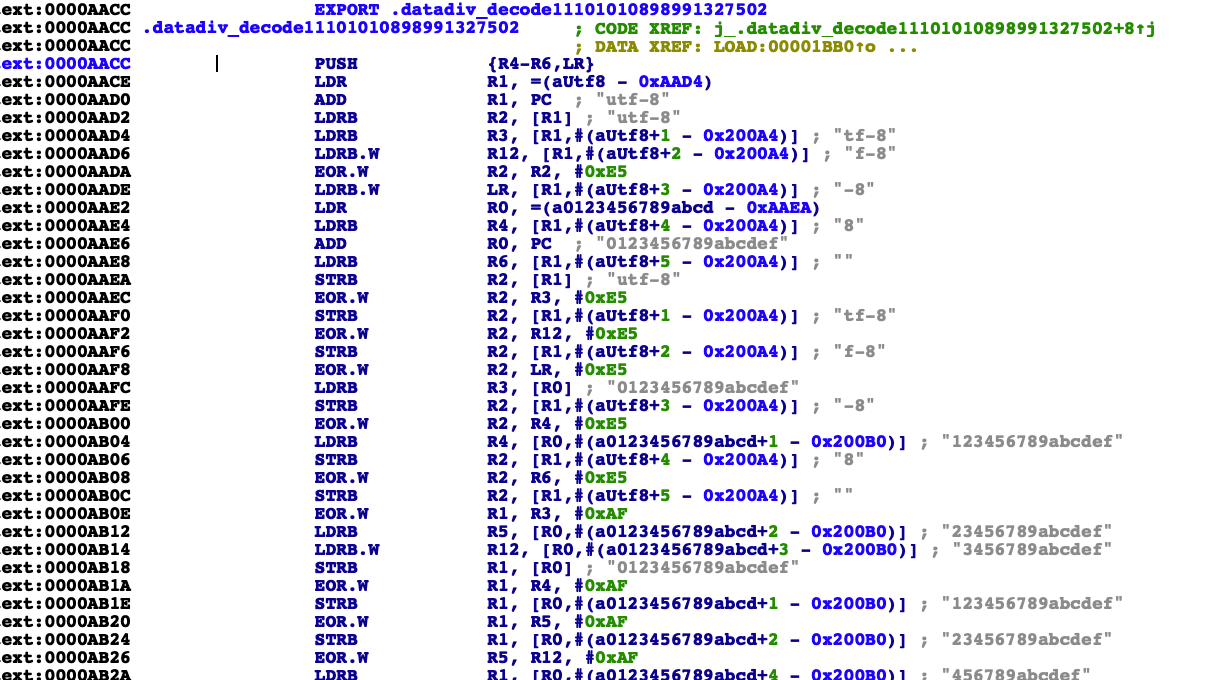 ext:0000AACC EXPORT .datadiv_decode11101010898991327502
ext:0000AACC .datadiv_decode11101010898991327502 ; CODE XREF: j_.datadiv_decode11101010898991327502+8↑j
ext:0000AACC ; DATA XREF: LOAD:00001BB0↑o ...
ext:0000AACC PUSH {R4-R6,LR}
ext:0000AACE LDR R1, =(aUtf8 - 0xAAD4)
ext:0000AAD0 ADD R1, PC ; "utf-8"
ext:0000AAD2 LDRB R2, [R1] ; "utf-8"
ext:0000AAD4 LDRB R3, [R1,#(aUtf8+1 - 0x200A4)] ; "tf-8"
ext:0000AAD6 LDRB.W R12, [R1,#(aUtf8+2 - 0x200A4)] ; "f-8"
ext:0000AADA EOR.W R2, R2, #0xE5
ext:0000AADE LDRB.W LR, [R1,#(aUtf8+3 - 0x200A4)] ; "-8"
ext:0000AAE2 LDR R0, =(a0123456789abcd - 0xAAEA)
ext:0000AAE4 LDRB R4, [R1,#(aUtf8+4 - 0x200A4)] ; "8"
ext:0000AAE6 ADD R0, PC ; "0123456789abcdef"
ext:0000AAE8 LDRB R6, [R1,#(aUtf8+5 - 0x200A4)] ; ""
ext:0000AAEA STRB R2, [R1] ; "utf-8"
ext:0000AAEC EOR.W R2, R3, #0xE5
ext:0000AAF0 STRB R2, [R1,#(aUtf8+1 - 0x200A4)] ; "tf-8"
ext:0000AAF2 EOR.W R2, R12, #0xE5
ext:0000AAF6 STRB R2, [R1,#(aUtf8+2 - 0x200A4)] ; "f-8"
ext:0000AAF8 EOR.W R2, LR, #0xE5
ext:0000AAFC LDRB R3, [R0] ; "0123456789abcdef"
ext:0000AAFE STRB R2, [R1,#(aUtf8+3 - 0x200A4)] ; "-8"
ext:0000AB00 EOR.W R2, R4, #0xE5
ext:0000AB04 LDRB R4, [R0,#(a0123456789abcd+1 - 0x200B0)] ; "123456789abcdef"
ext:0000AB06 STRB R2, [R1,#(aUtf8+4 - 0x200A4)] ; "8"
ext:0000AB08 EOR.W R2, R6, #0xE5
ext:0000AB0C STRB R2, [R1,#(aUtf8+5 - 0x200A4)] ; ""
ext:0000AB0E EOR.W R1, R3, #0xAF
ext:0000AB12 LDRB R5, [R0,#(a0123456789abcd+2 - 0x200B0)] ; "23456789abcdef"
ext:0000AB14 LDRB.W R12, [R0,#(a0123456789abcd+3 - 0x200B0)] ; "3456789abcdef"
ext:0000AB18 STRB R1, [R0] ; "0123456789abcdef"
ext:0000AB1A EOR.W R1, R4, #0xAF
ext:0000AB1E STRB R1, [R0,#(a0123456789abcd+1 - 0x200B0)] ; "123456789abcdef"
ext:0000AB20 EOR.W R1, R5, #0xAF
ext:0000AB24 STRB R1, [R0,#(a0123456789abcd+2 - 0x200B0)] ; "23456789abcdef"
ext:0000AB26 EOR.W R5, R12, #0xAF
ext:0000AB2A LDRB R1, [R0,#(a0123456789abcd+4 - 0x200B0)] ; "456789abcdef"